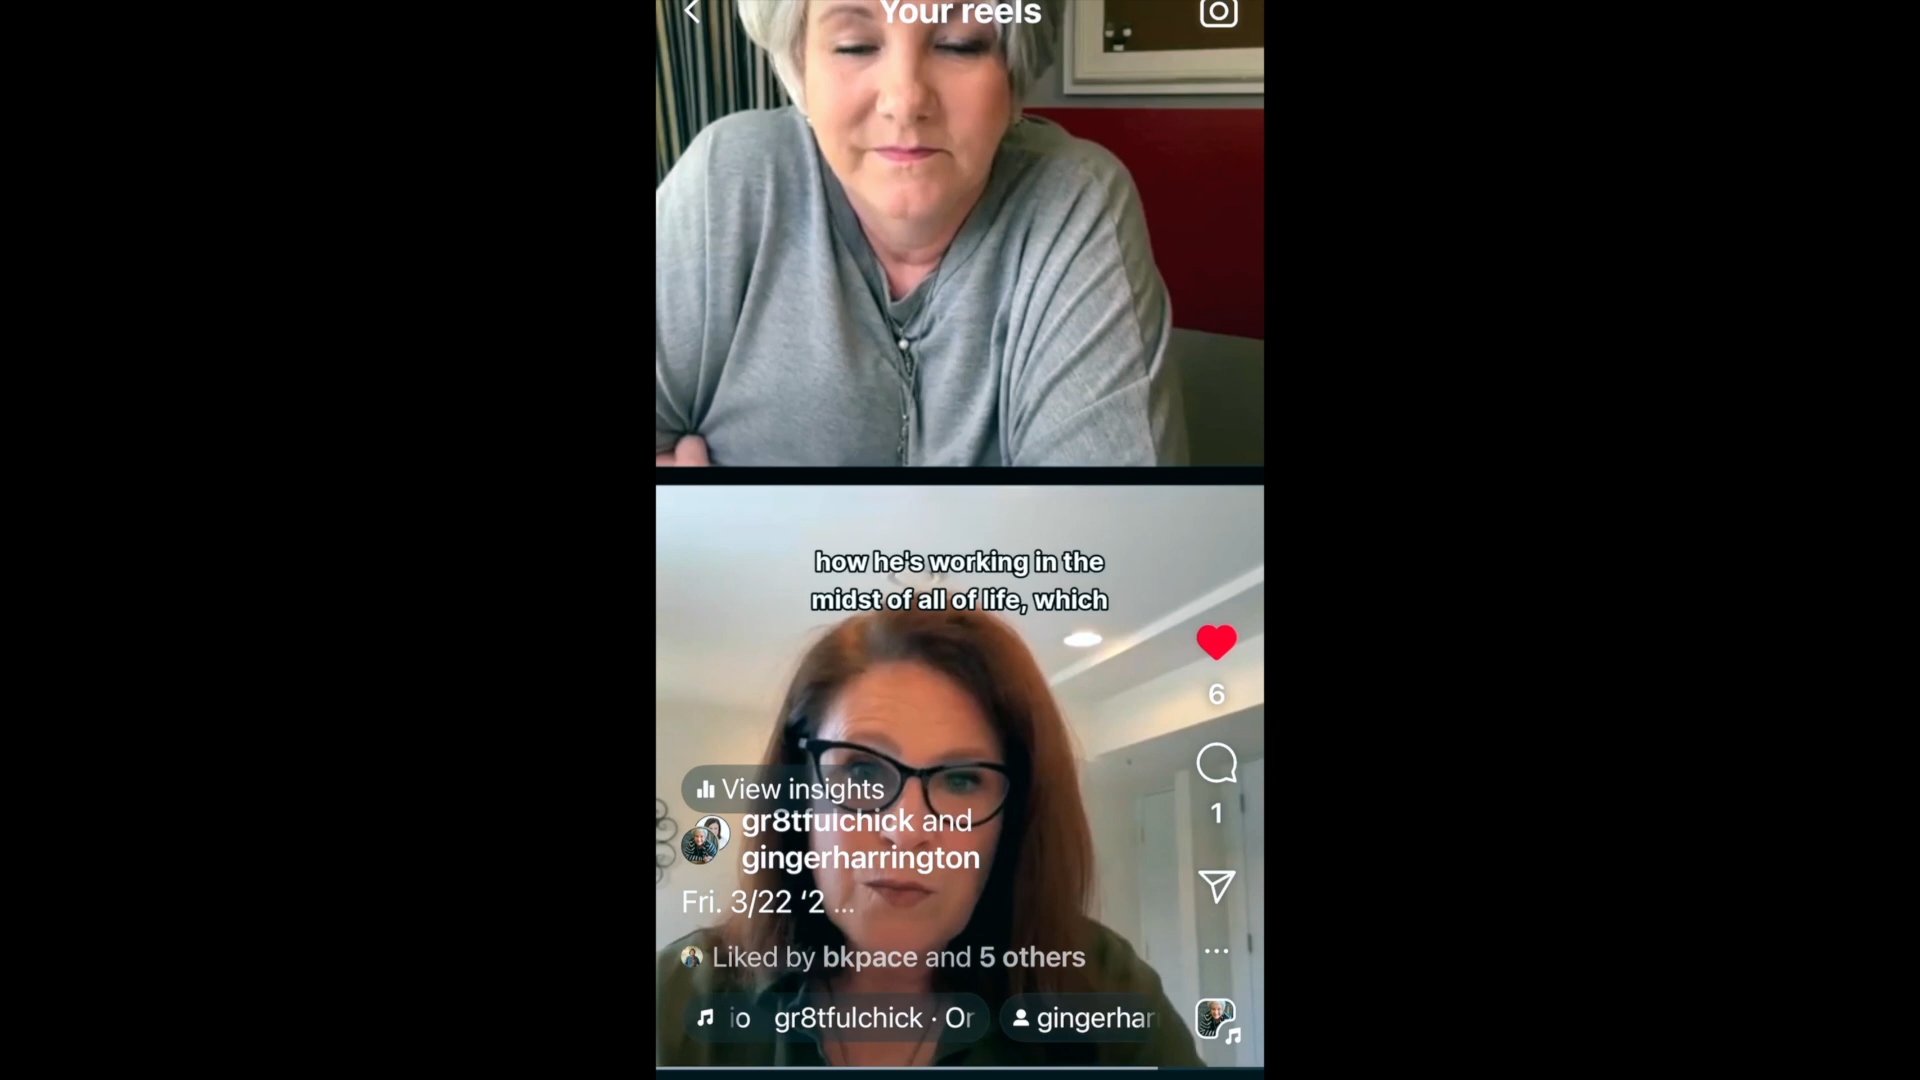 Your reels
how he's working in the
midst of all of life, which
6
View insights
gr8tfulchick and
gingerharrington
1
Fri. 3/22 ‘2 ...
Liked by bkpace and 5 others
io gr8tfulchick · Or
gingerhar